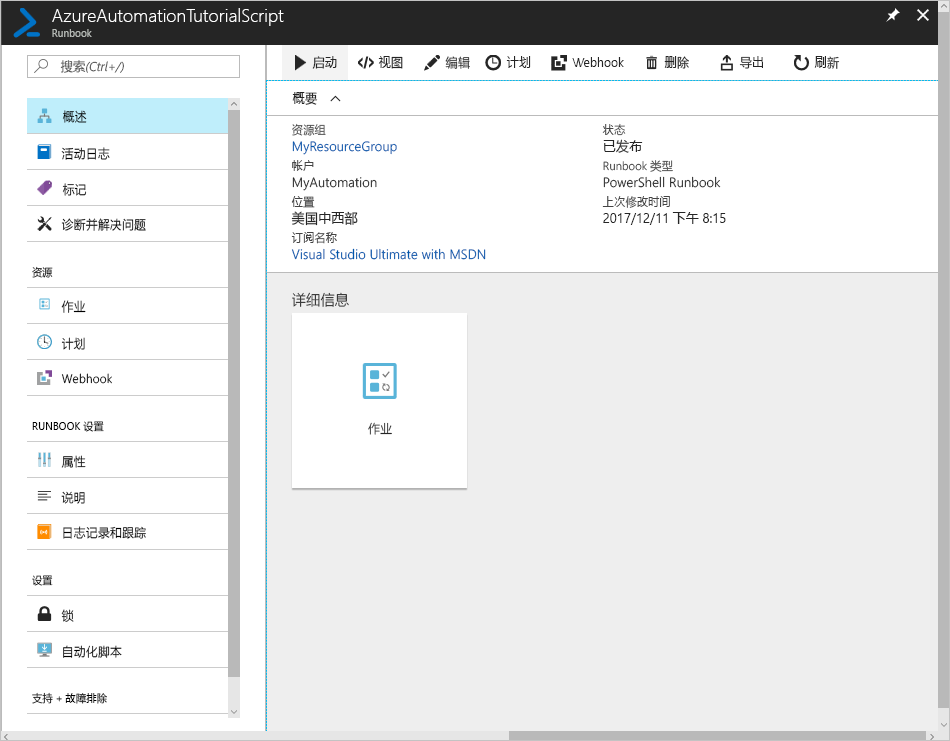 AzureAutomationTutorialScript
Runbook
搜索(Ctrl+/)
概述
活动日志
标记
诊断并解决问题
资源
作业
计划
Webhook
RUNBOOK 设置
属性
说明
日志记录和跟踪
设置
锁
自动化脚本
支持 + 故障排除
启动 视图 编辑 计划 Webhook 删除 导出 刷新
概要
资源组
MyResourceGroup
帐户
MyAutomation
位置
美国中西部
订阅名称
Visual Studio Ultimate with MSDN
状态
已发布
Runbook 类型
PowerShell Runbook
上次修改时间
2017/12/11 下午 8:15
详细信息
作业